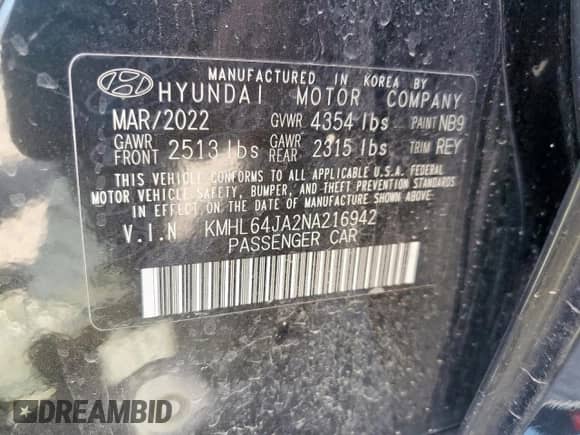 MANUFACTURED IN KOREA BY
HYUNDAI MOTOR COMPANY
MAR/2022 GVWR 4354 lbs PAINT NB9
GAWR FRONT 2513 lbs GAWR REAR 2315 lbs TRIM REY
THIS VEHICLE CONFORMS TO ALL APPLICABLE U.S.A. FEDERAL
MOTOR VEHICLE SAFETY, BUMPER, AND THEFT PREVENTION STANDARDS
IN EFFECT ON THE DATE OF MANUFACTURE SHOWN ABOVE.
V.I.N KMHL64JA2NA216942
PASSENGER CAR
DREAMBID